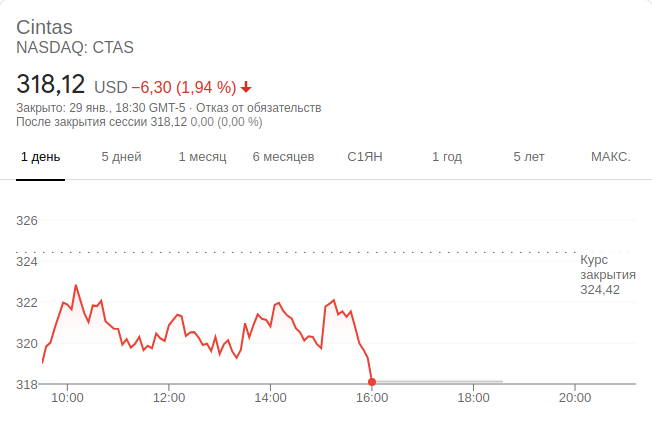 Cintas
NASDAQ: CTAS
318,12 USD −6,30 (1,94 %)
Закрыто: 29 янв., 18:30 GMT-5 · Отказ от обязательств
После закрытия сессии 318,12 0,00 (0,00 %)
1 день 5 дней 1 месяц 6 месяцев С1ЯН 1 год 5 лет МАКС.
326
324
Курс
закрытия
324,42
322
320
318
10:00 12:00 14:00 16:00 18:00 20:00